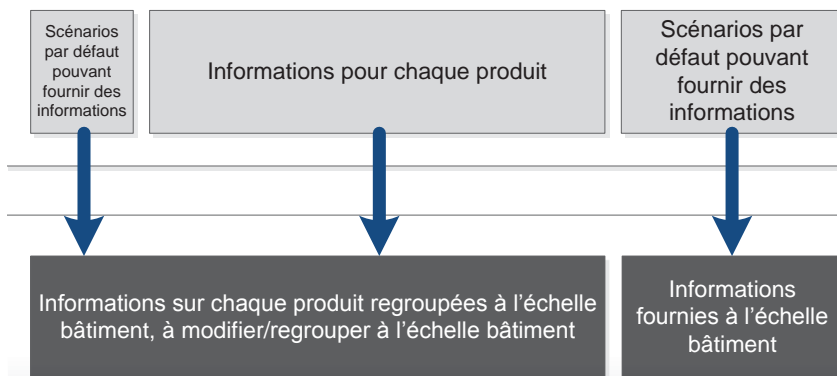 Scénarios
par défaut
pouvant
fournir des
informations
Informations pour chaque produit
Scénarios par
défaut pouvant
fournir des
informations
Informations sur chaque produit regroupées à l'échelle
bâtiment, à modifier/regrouper à l'échelle bâtiment
Informations
fournies à l'échelle
bâtiment